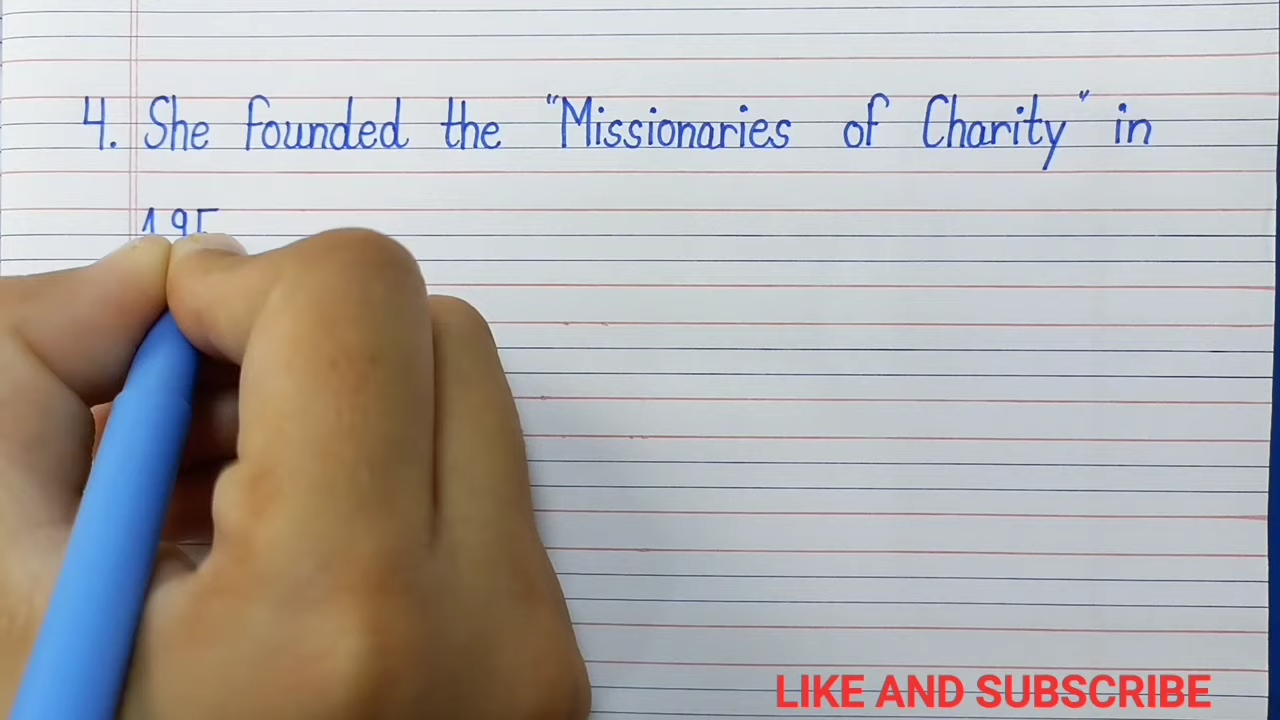 4. She founded the "Missionaries of Charity" in
195
LIKE AND SUBSCRIBE